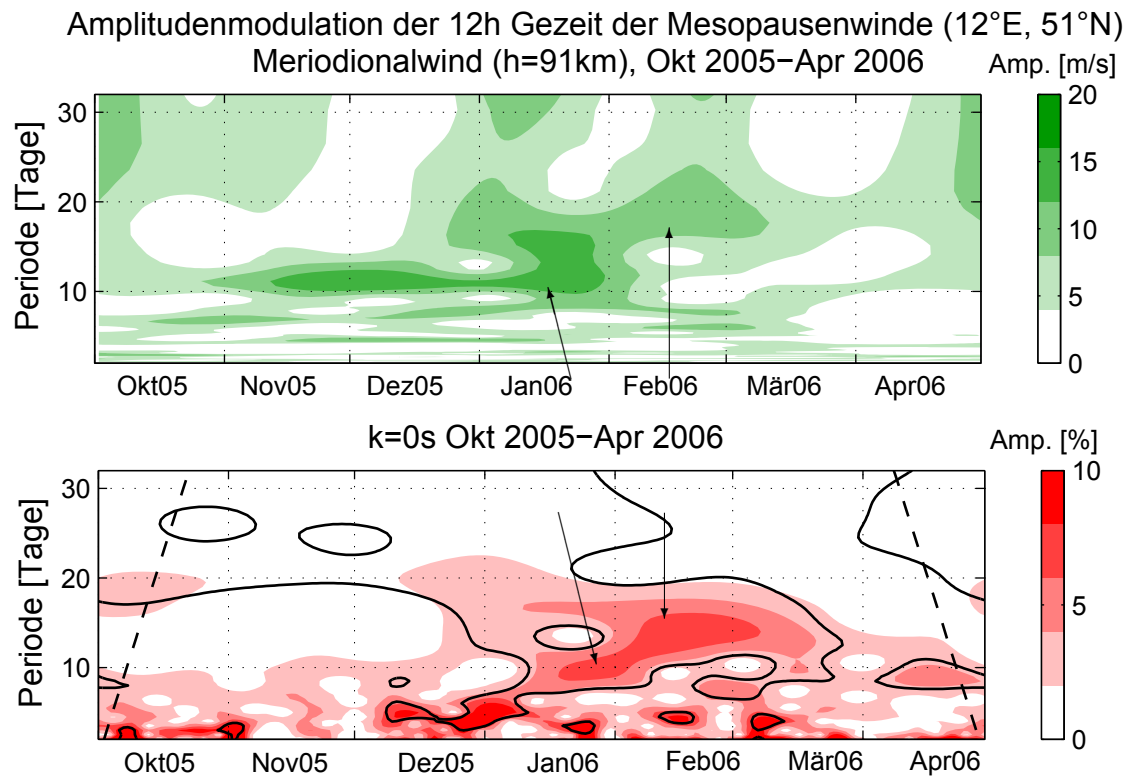 Amplitudenmodulation der 12h Gezeit der Mesopausenwinde (12°E, 51°N)
Meriodionalwind (h=91km), Okt 2005−Apr 2006
Amp. [m/s]
Periode [Tage]
30
20
10
20
15
10
5
0
Okt05 Nov05 Dez05 Jan06 Feb06 Mär06 Apr06
k=0s Okt 2005−Apr 2006
Amp. [%]
Periode [Tage]
30
20
10
10
5
0
Okt05 Nov05 Dez05 Jan06 Feb06 Mär06 Apr06